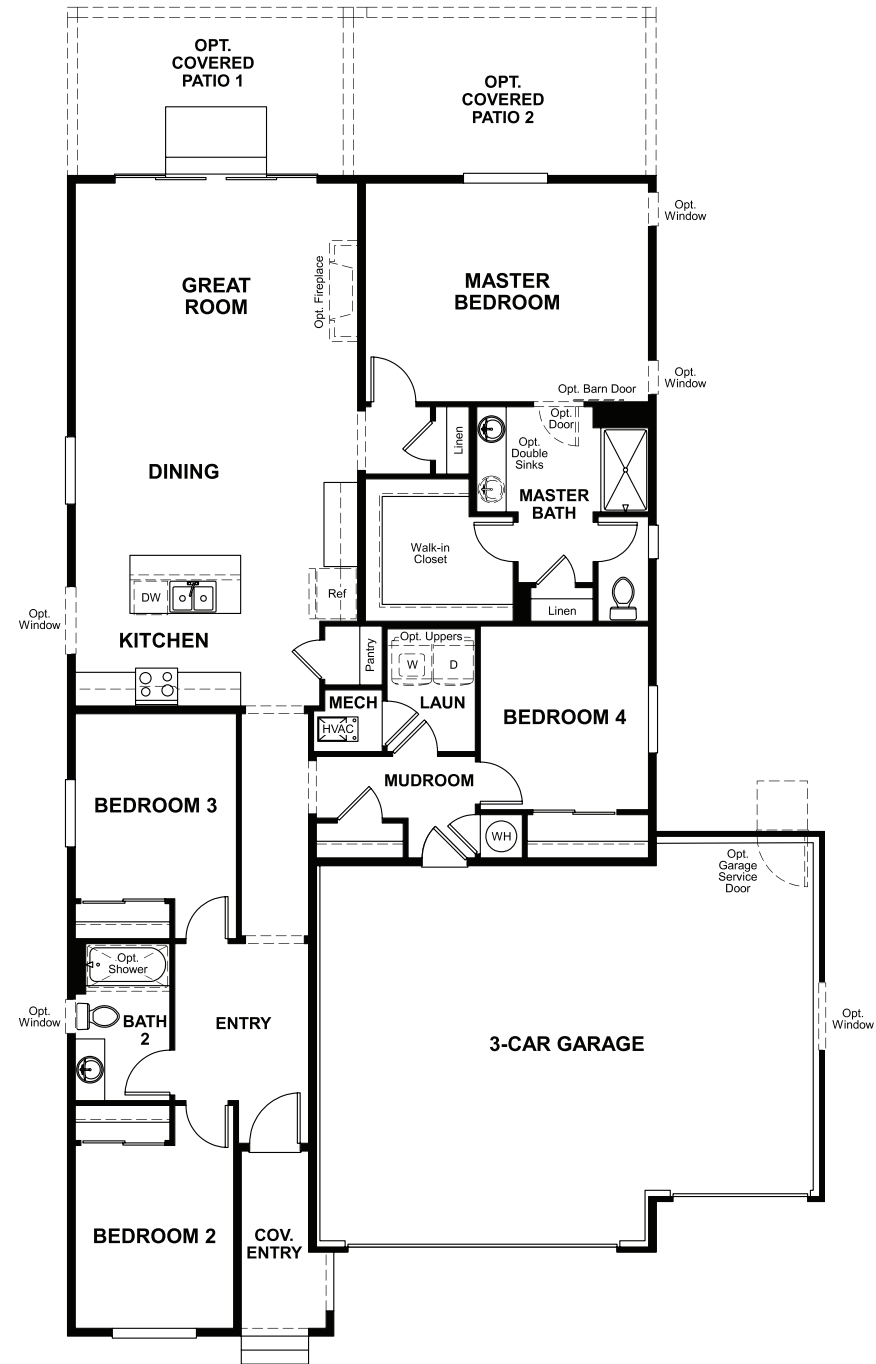 OPT.
COVERED
PATIO 1
OPT.
COVERED
PATIO 2
Opt.
Window
GREAT
ROOM
Opt. Fireplace
MASTER
BEDROOM
Opt.
Window
Opt. Barn Door
Opt.
Door
Linen
Opt.
Double
Sinks
DINING
MASTER
BATH
Walk-in
Closet
DW
Ref
Linen
Opt.
Window
KITCHEN
Pantry
Opt. Uppers
W
D
MECH
LAUN
HVAC
BEDROOM 4
MUDROOM
BEDROOM 3
WH
Opt.
Garage
Service
Door
Opt.
Shower
Opt.
Window
BATH
2
ENTRY
3-CAR GARAGE
Opt.
Window
BEDROOM 2
COV.
ENTRY